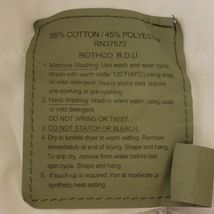 55% COTTON / 45% POLYESTER
RN37572
ROTHCO B.D.U.
1. Machine Washing: Use wash and wear cycle.
Wash with warm water 120°F (49°C), using soap
or mild detergent. Heavy stains may require
pre-soaking or pre-spotting.
2. Hand Washing: Wash in warm water, using soap
or mild detergent.
DO NOT WRING OR TWIST.
3. DO NOT STARCH OR BLEACH.
4. Dry in tumble dryer at warm setting. Remove
immediately at end of drying. Shape and hang.
To drip dry, remove from water before last
spin cycle. Shape and hang.
5. If touch-up is required, iron at moderate or
synthetic heat setting.